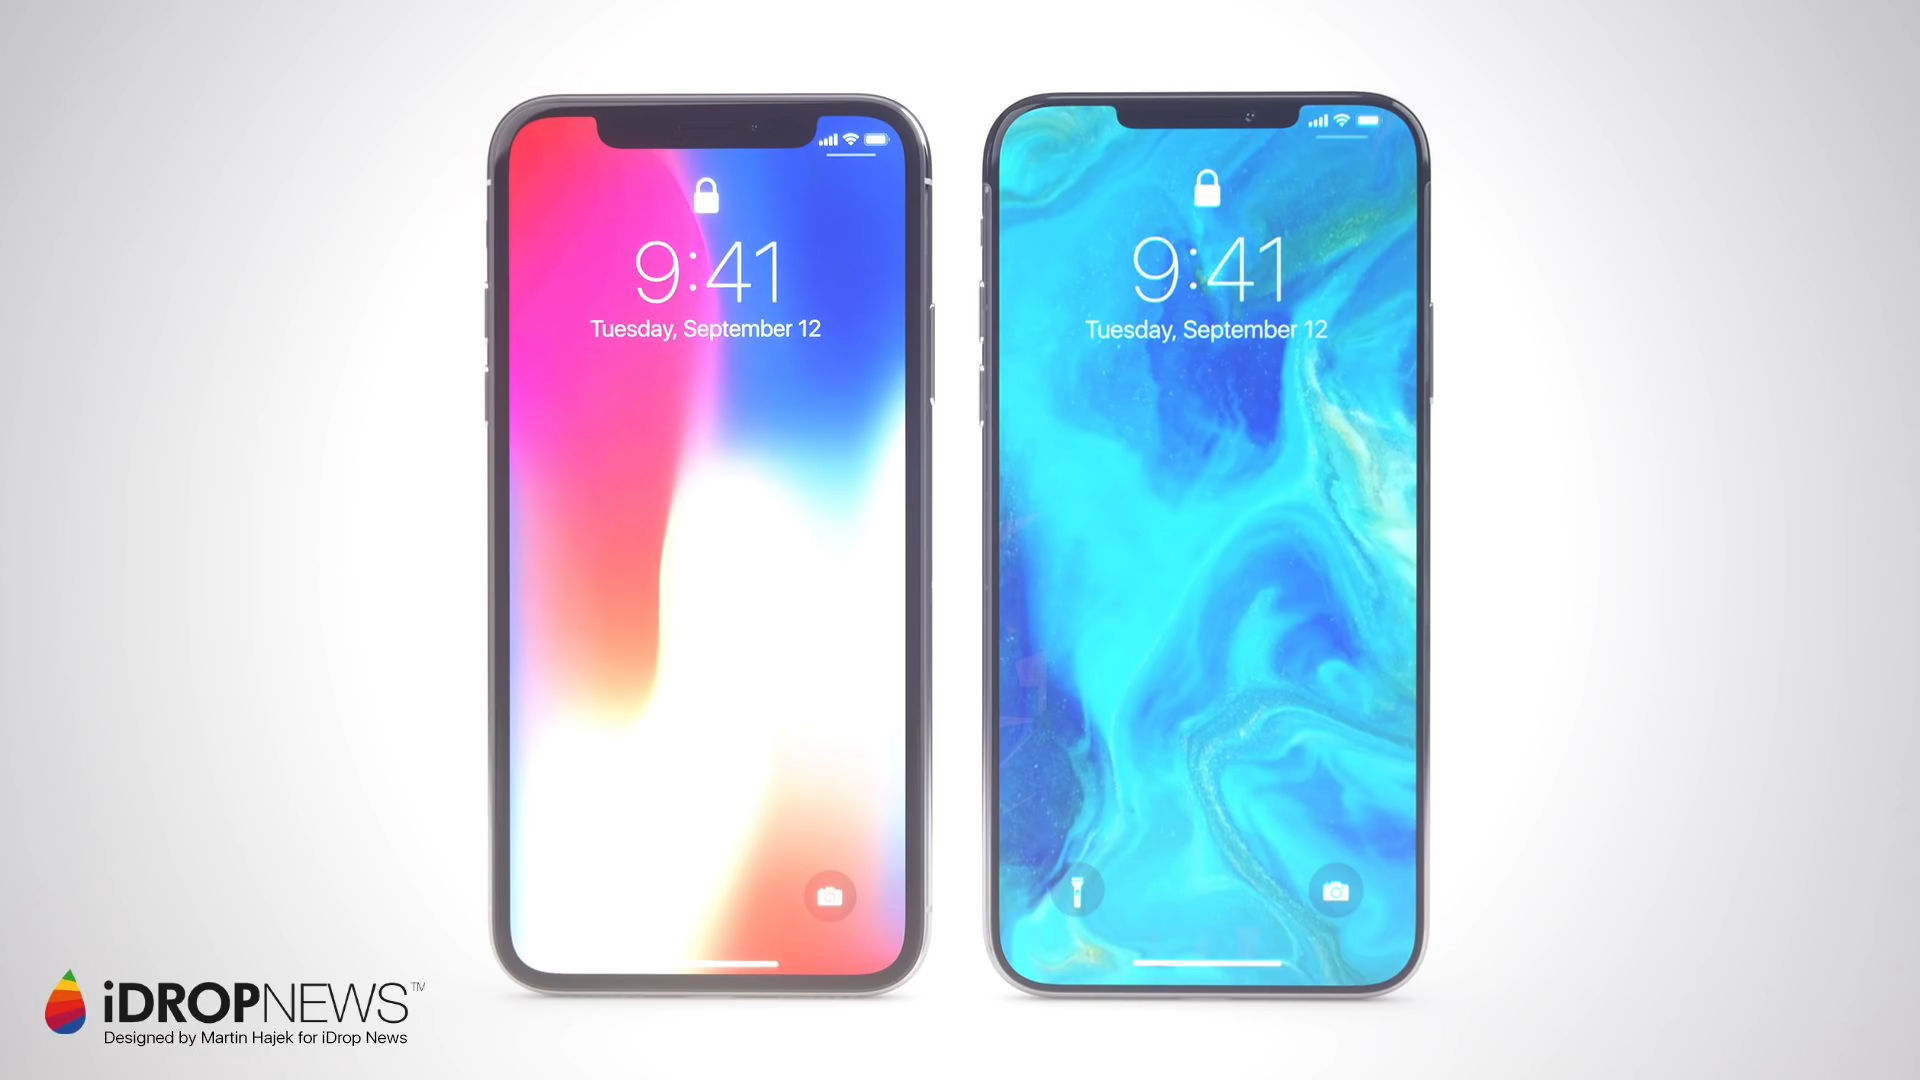 9:41
Tuesday, September 12
9:41
Tuesday, September 12
iDROPNEWS™
Designed by Martin Hajek for iDrop News